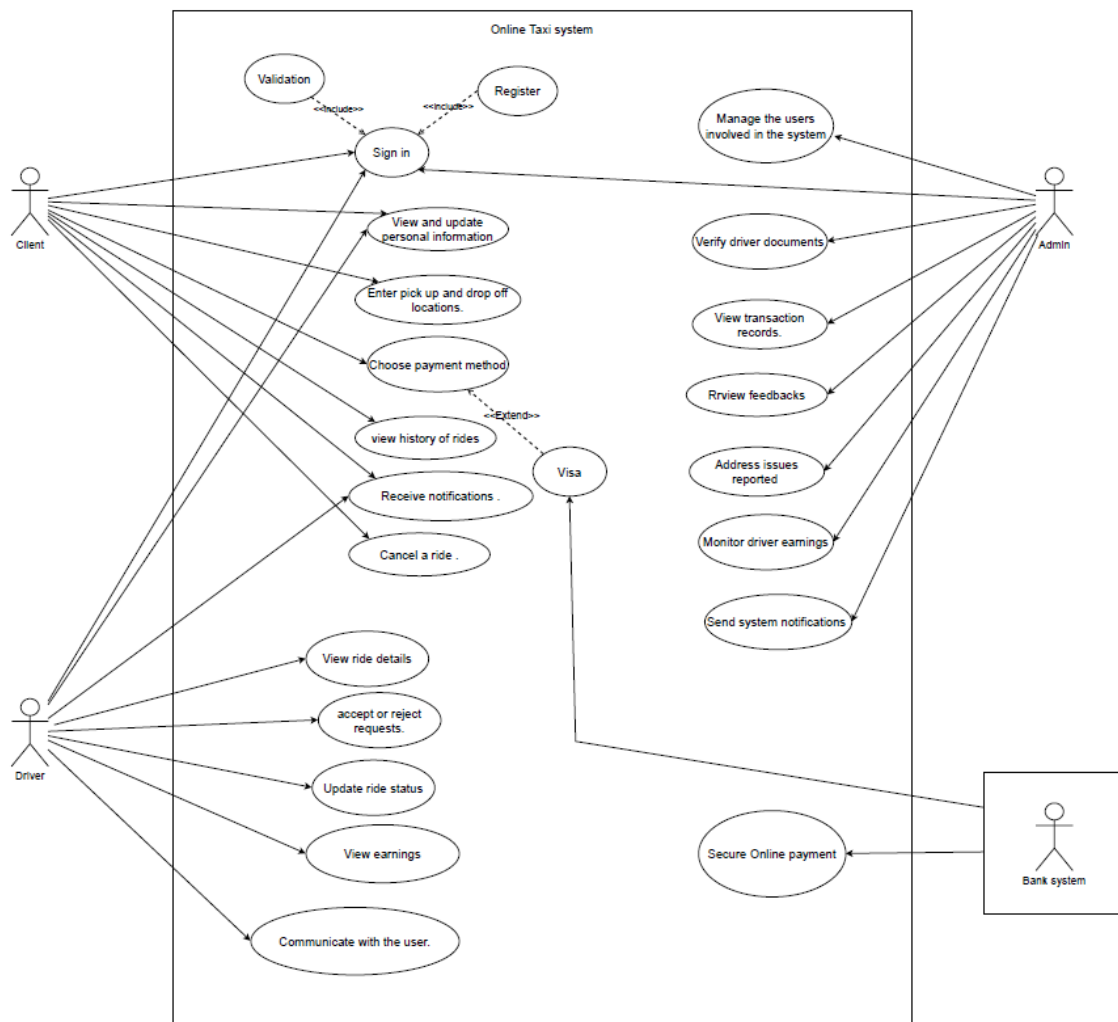 Online Taxi system
Validation
Register
<<include>>
<<include>>
Sign in
Manage the users
involved in the system
Client
Admin
View and update
personal information
Verify driver documents
Enter pick up and drop off
locations.
View transaction
records.
Choose payment method
Rrview feedbacks
<<Extend>>
view history of rides
Visa
Address issues
reported
Receive notifications .
Cancel a ride .
Monitor driver earnings
Send system notifications
View ride details
accept or reject
requests.
Driver
Update ride status
View earnings
Secure Online payment
Bank system
Communicate with the user.